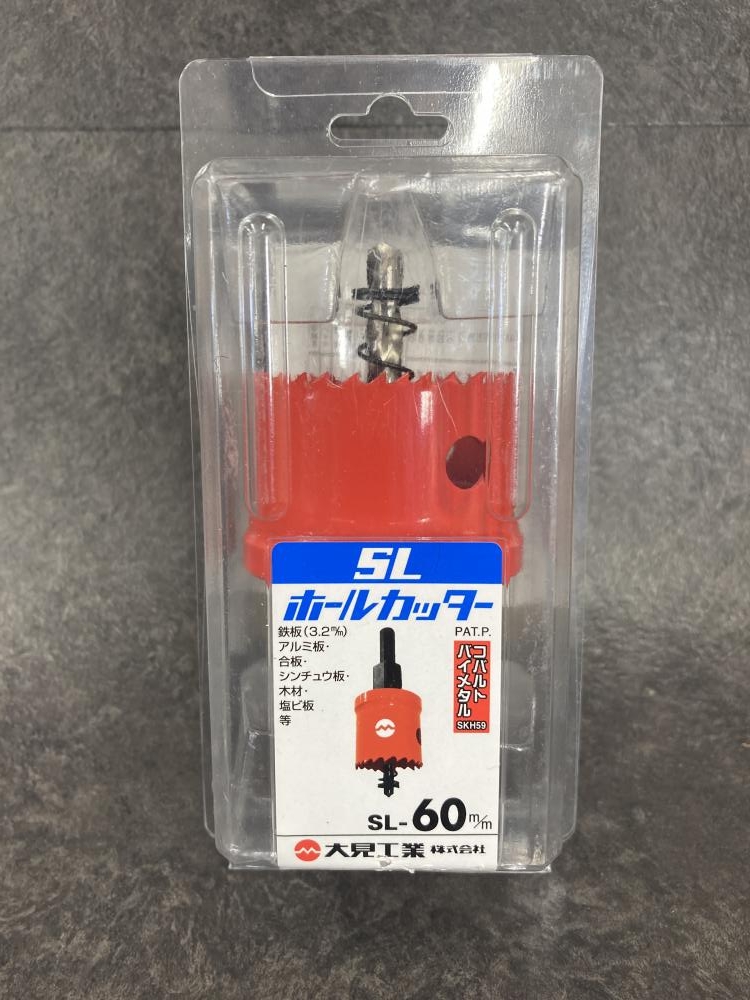 SL
ホールカッター
鉄板(3.2m/m)
アルミ板・
合板・
シンチュウ板・
木材・
塩ビ板
等
PAT.P.
コバルト
バイメタル
SKH59
SL-60m/m
大見工業 株式会社